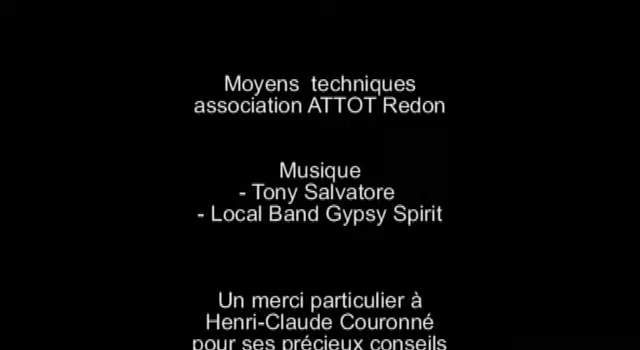 Moyens  techniques
association ATTOT Redon
Musique
- Tony Salvatore
- Local Band Gypsy Spirit
Un merci particulier à
Henri-Claude Couronné
pour ses précieux conseils